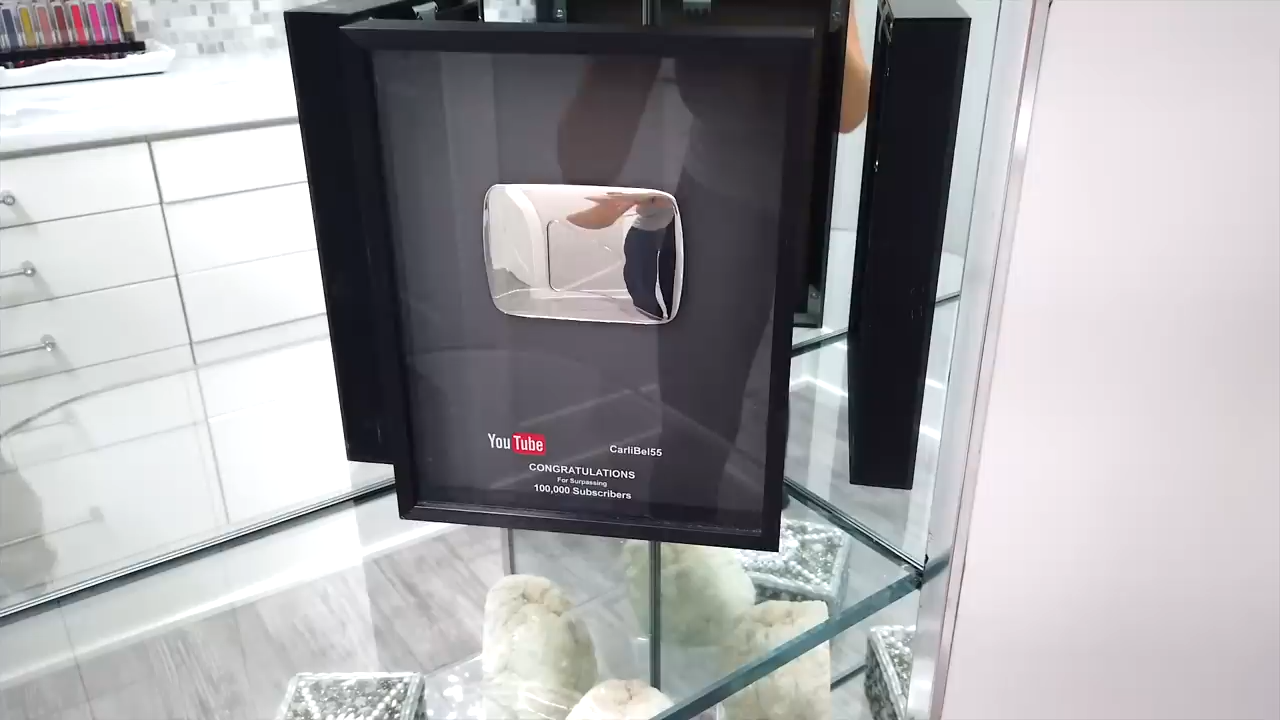 YouTube
CarliBel55
CONGRATULATIONS
For Surpassing
100,000 Subscribers